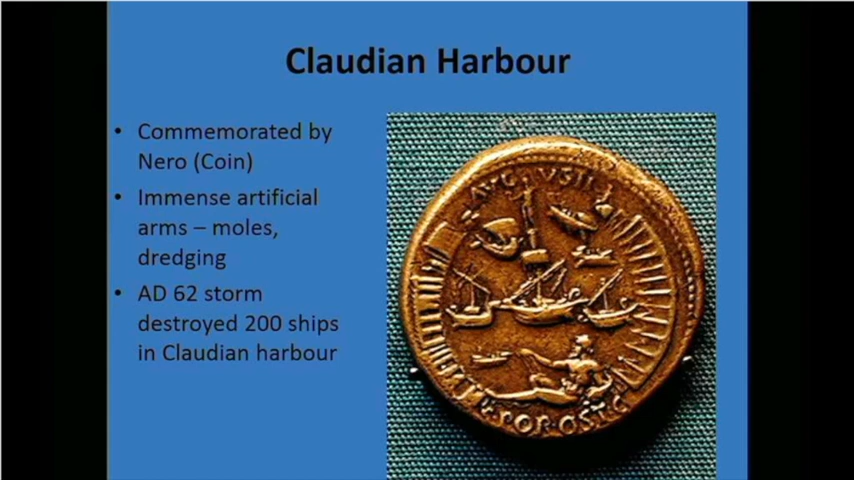 Claudian Harbour
• Commemorated by
Nero (Coin)
• Immense artificial
arms – moles,
dredging
• AD 62 storm
destroyed 200 ships
in Claudian harbour
AVGVSTI